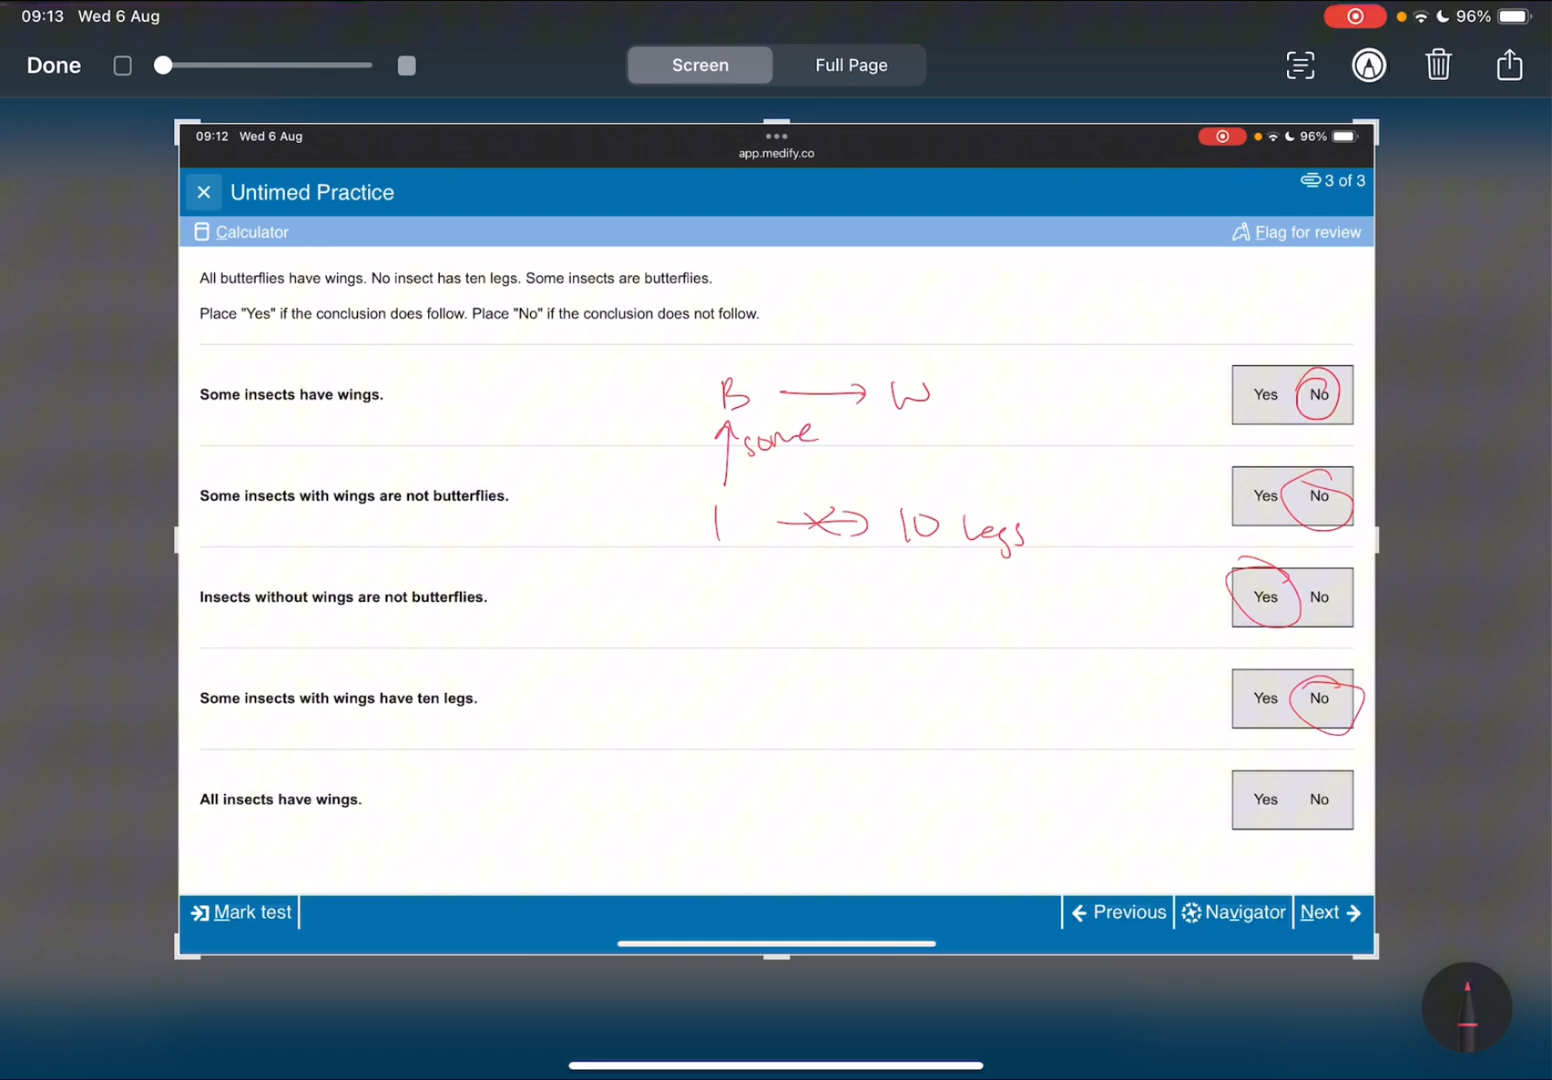 09:13 Wed 6 Aug
96%
Done
Screen
Full Page
09:12 Wed 6 Aug
app.medify.co
96%
Untimed Practice
3 of 3
Calculator
Flag for review
All butterflies have wings. No insect has ten legs. Some insects are butterflies.
Place "Yes" if the conclusion does follow. Place "No" if the conclusion does not follow.
Some insects have wings.
B → W
Yes No
some
Some insects with wings are not butterflies.
Yes No
I
10 legs
Insects without wings are not butterflies.
Yes No
Some insects with wings have ten legs.
Yes No
All insects have wings.
Yes No
Mark test
Previous
Navigator
Next